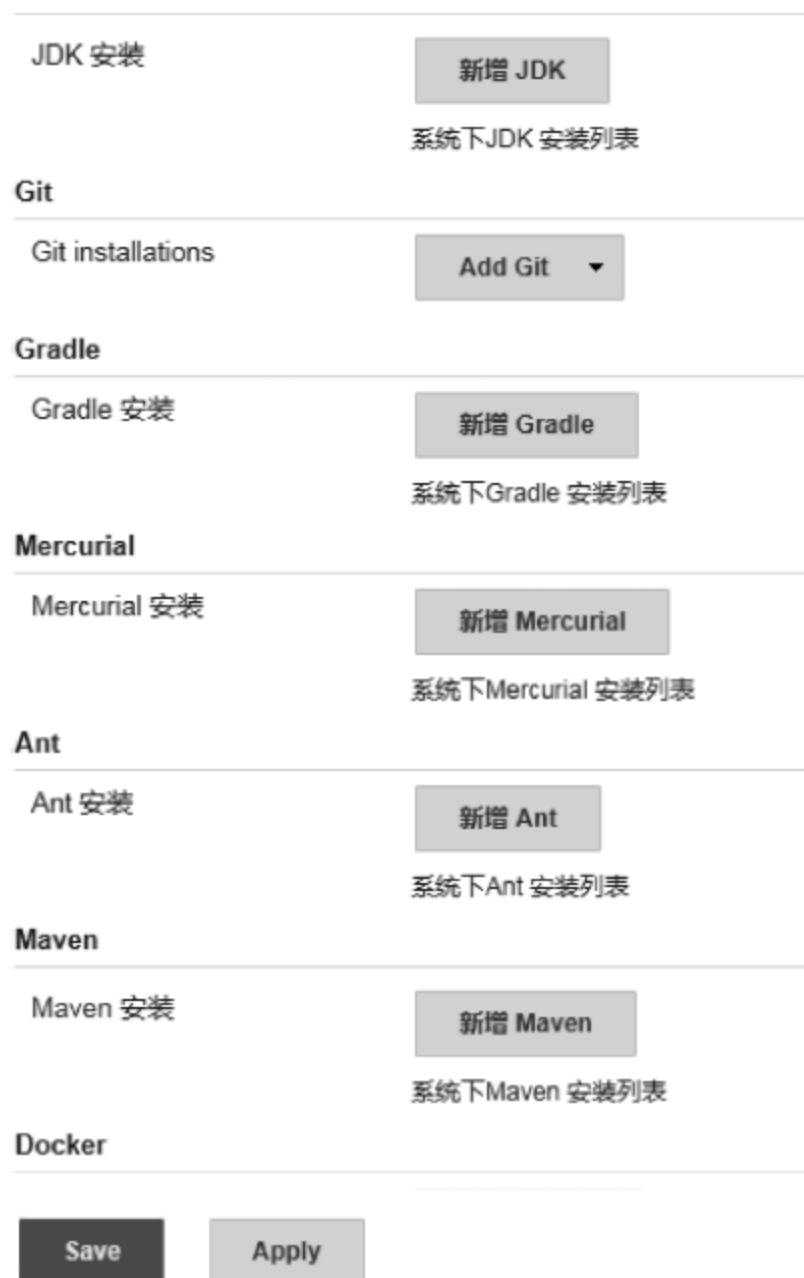 JDK 安装
新增 JDK
系统下JDK 安装列表
Git
Git installations
Add Git
Gradle
Gradle 安装
新增 Gradle
系统下Gradle 安装列表
Mercurial
Mercurial 安装
新增 Mercurial
系统下Mercurial 安装列表
Ant
Ant 安装
新增 Ant
系统下Ant 安装列表
Maven
Maven 安装
新增 Maven
系统下Maven 安装列表
Docker
Save
Apply